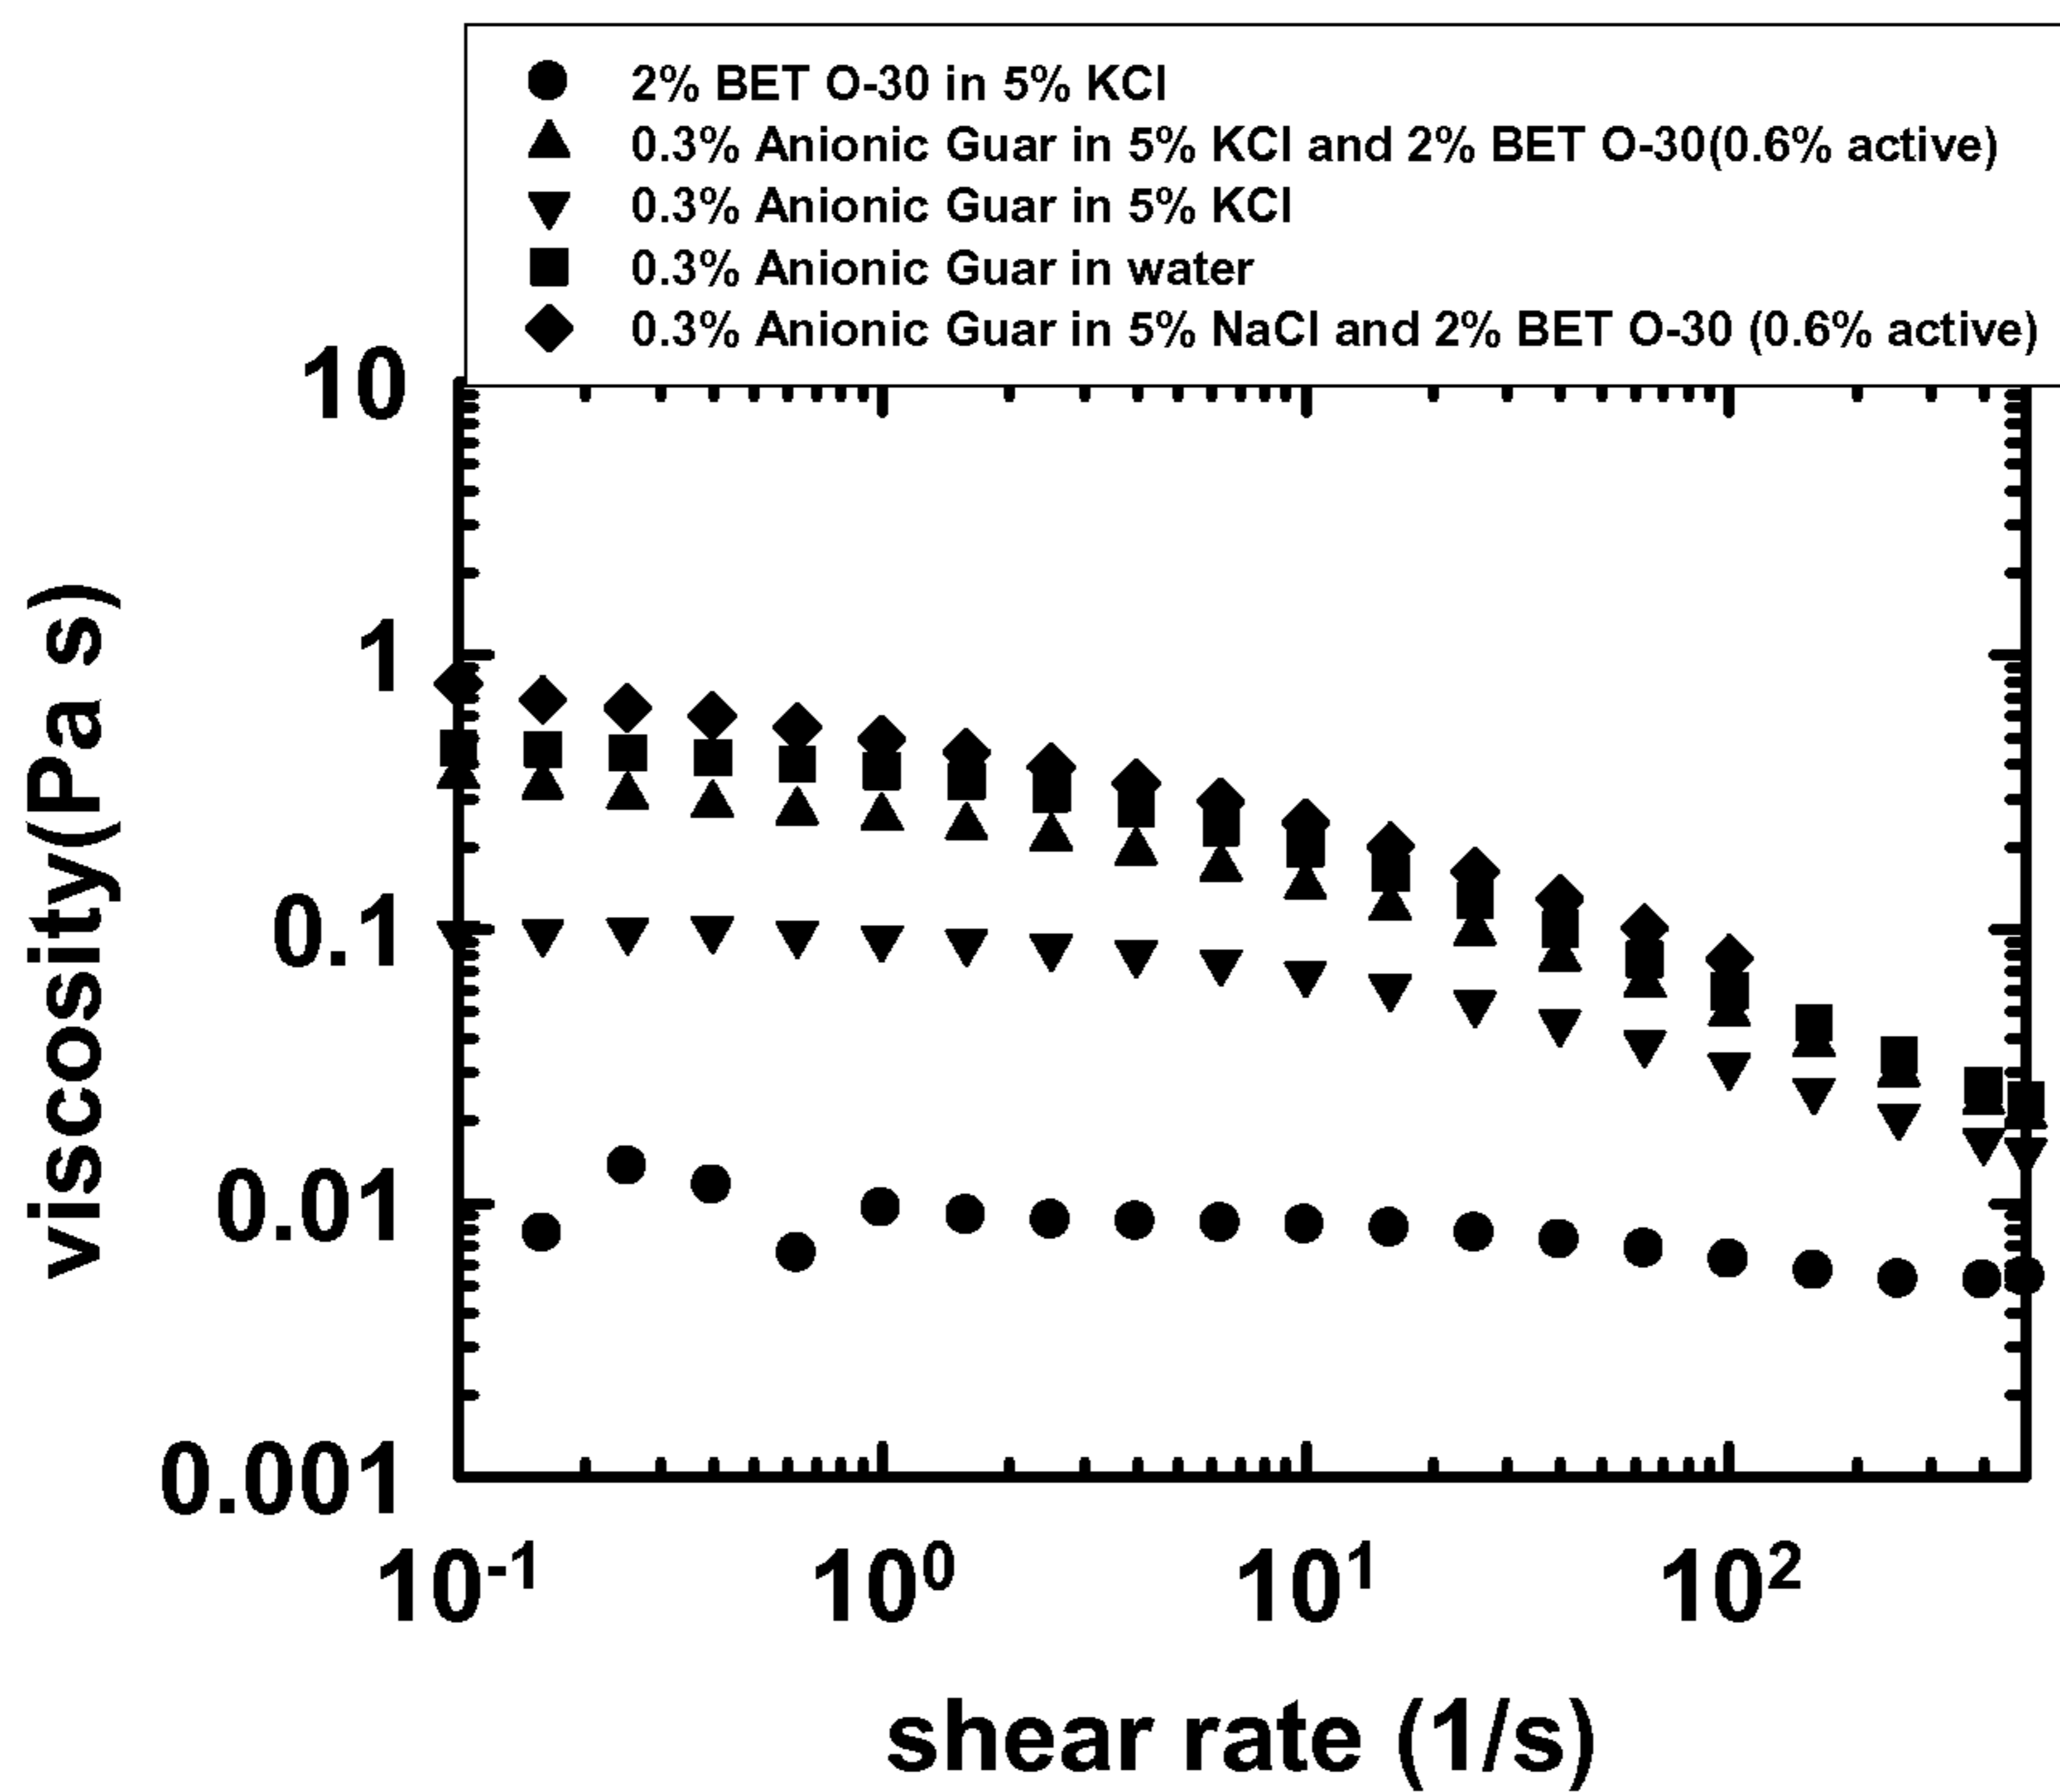 2% BET O-30 in 5% KCl
0.3% Anionic Guar in 5% KCl and 2% BET O-30(0.6% active)
0.3% Anionic Guar in 5% KCl
0.3% Anionic Guar in water
0.3% Anionic Guar in 5% NaCl and 2% BET O-30 (0.6% active)
10
1
0.1
0.01
0.001
viscosity(Pa s)
10⁻¹ 10⁰ 10¹ 10²
shear rate (1/s)